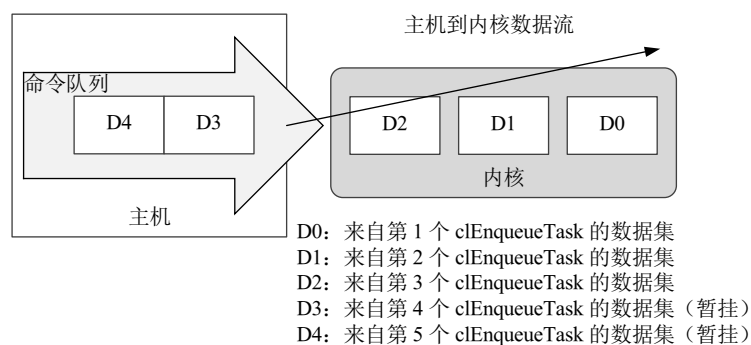 主机到内核数据流
命令队列
D4 D3 D2 D1 D0
内核
主机
D0：来自第 1 个 clEnqueueTask 的数据集
D1：来自第 2 个 clEnqueueTask 的数据集
D2：来自第 3 个 clEnqueueTask 的数据集
D3：来自第 4 个 clEnqueueTask 的数据集（暂挂）
D4：来自第 5 个 clEnqueueTask 的数据集（暂挂）